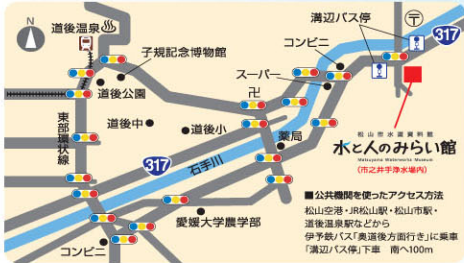 N
道後温泉♨
子規記念博物館
道後公園
東部環状線
道後中
道後小
卍
コンビニ
スーパー
溝辺バス停
〒
317
薬局
石手川
317
愛媛大学農学部
コンビニ
松山市水道資料館
水と人のみらい館
Matsuyama Waterworks Museum
(市之井手浄水場内)
■公共機関を使ったアクセス方法
松山空港・JR松山駅・松山市駅・
道後温泉駅などから
伊予鉄バス「奥道後方面行き」に乗車
「溝辺バス停」下車　南へ100m